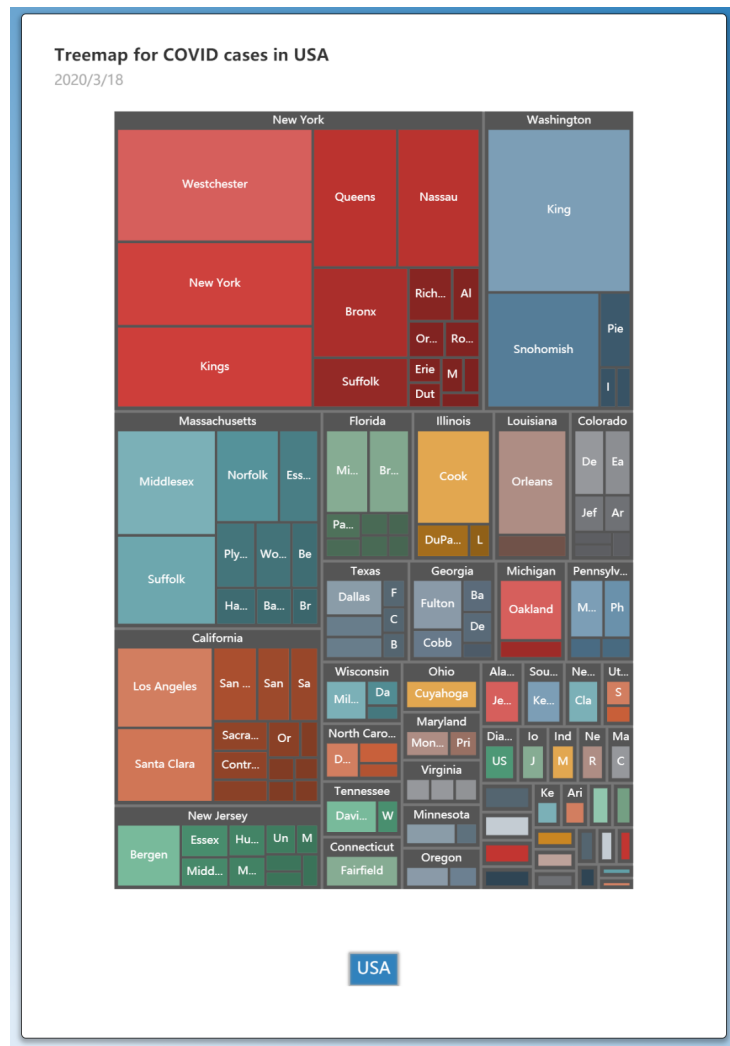 Treemap for COVID cases in USA
2020/3/18
New York
Westchester
Queens
Nassau
New York
Bronx
Rich...
Al
Or...
Ro...
Kings
Suffolk
Erie
M
Dut
Washington
King
Snohomish
Pie
I
Massachusetts
Middlesex
Norfolk
Ess...
Suffolk
Ply...
Wo...
Be
Ha...
Ba...
Br
Florida
Mi...
Br...
Pa...
Illinois
Cook
DuPa...
L
Louisiana
Orleans
Colorado
De
Ea
Jef
Ar
Texas
Dallas
F
C
B
Georgia
Fulton
Ba
De
Cobb
Michigan
Oakland
Pennsylv...
M...
Ph
California
Los Angeles
San ...
San
Sa
Santa Clara
Sacra...
Or
Contr...
New Jersey
Bergen
Essex
Hu...
Un
M
Midd...
M...
Wisconsin
Mil...
Da
Ohio
Cuyahoga
Ala...
Je...
Sou...
Ke...
Ne...
Cla
Ut...
S
North Caro...
D...
Maryland
Mon...
Pri
Virginia
Dia...
US
Io
J
Ind
M
Ne
R
Ma
C
Tennessee
Davi...
W
Minnesota
Ke
Ari
Connecticut
Fairfield
Oregon
USA